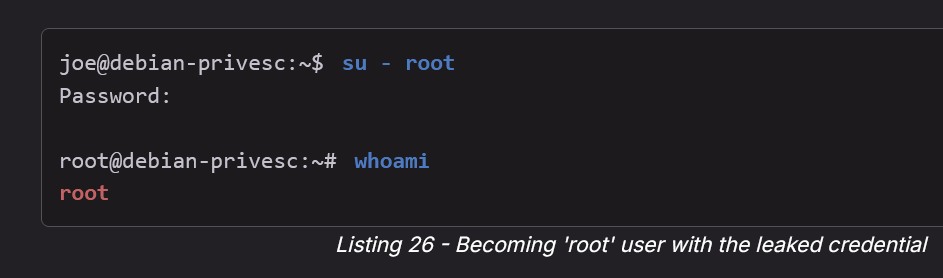 joe@debian-privesc:~$ su - root
Password:
root@debian-privesc:~# whoami
root
Listing 26 - Becoming 'root' user with the leaked credential